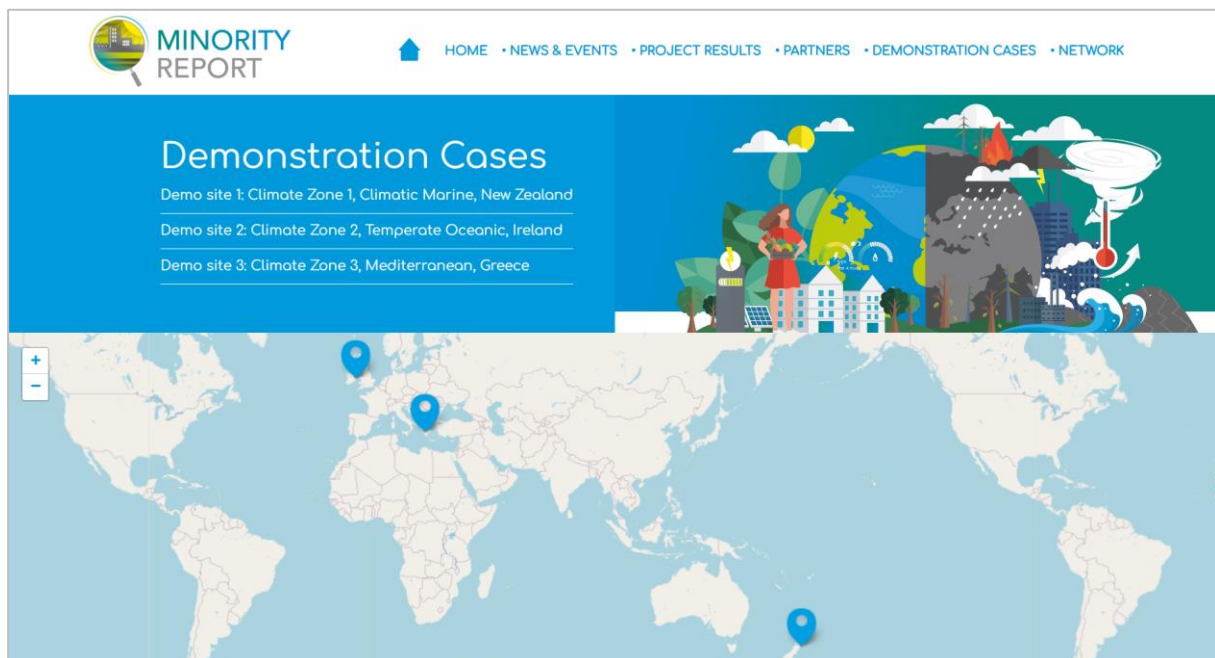 MINORITY
REPORT
HOME • NEWS & EVENTS • PROJECT RESULTS • PARTNERS • DEMONSTRATION CASES • NETWORK
Demonstration Cases
Demo site 1: Climate Zone 1, Climatic Marine, New Zealand
Demo site 2: Climate Zone 2, Temperate Oceanic, Ireland
Demo site 3: Climate Zone 3, Mediterranean, Greece
+
−